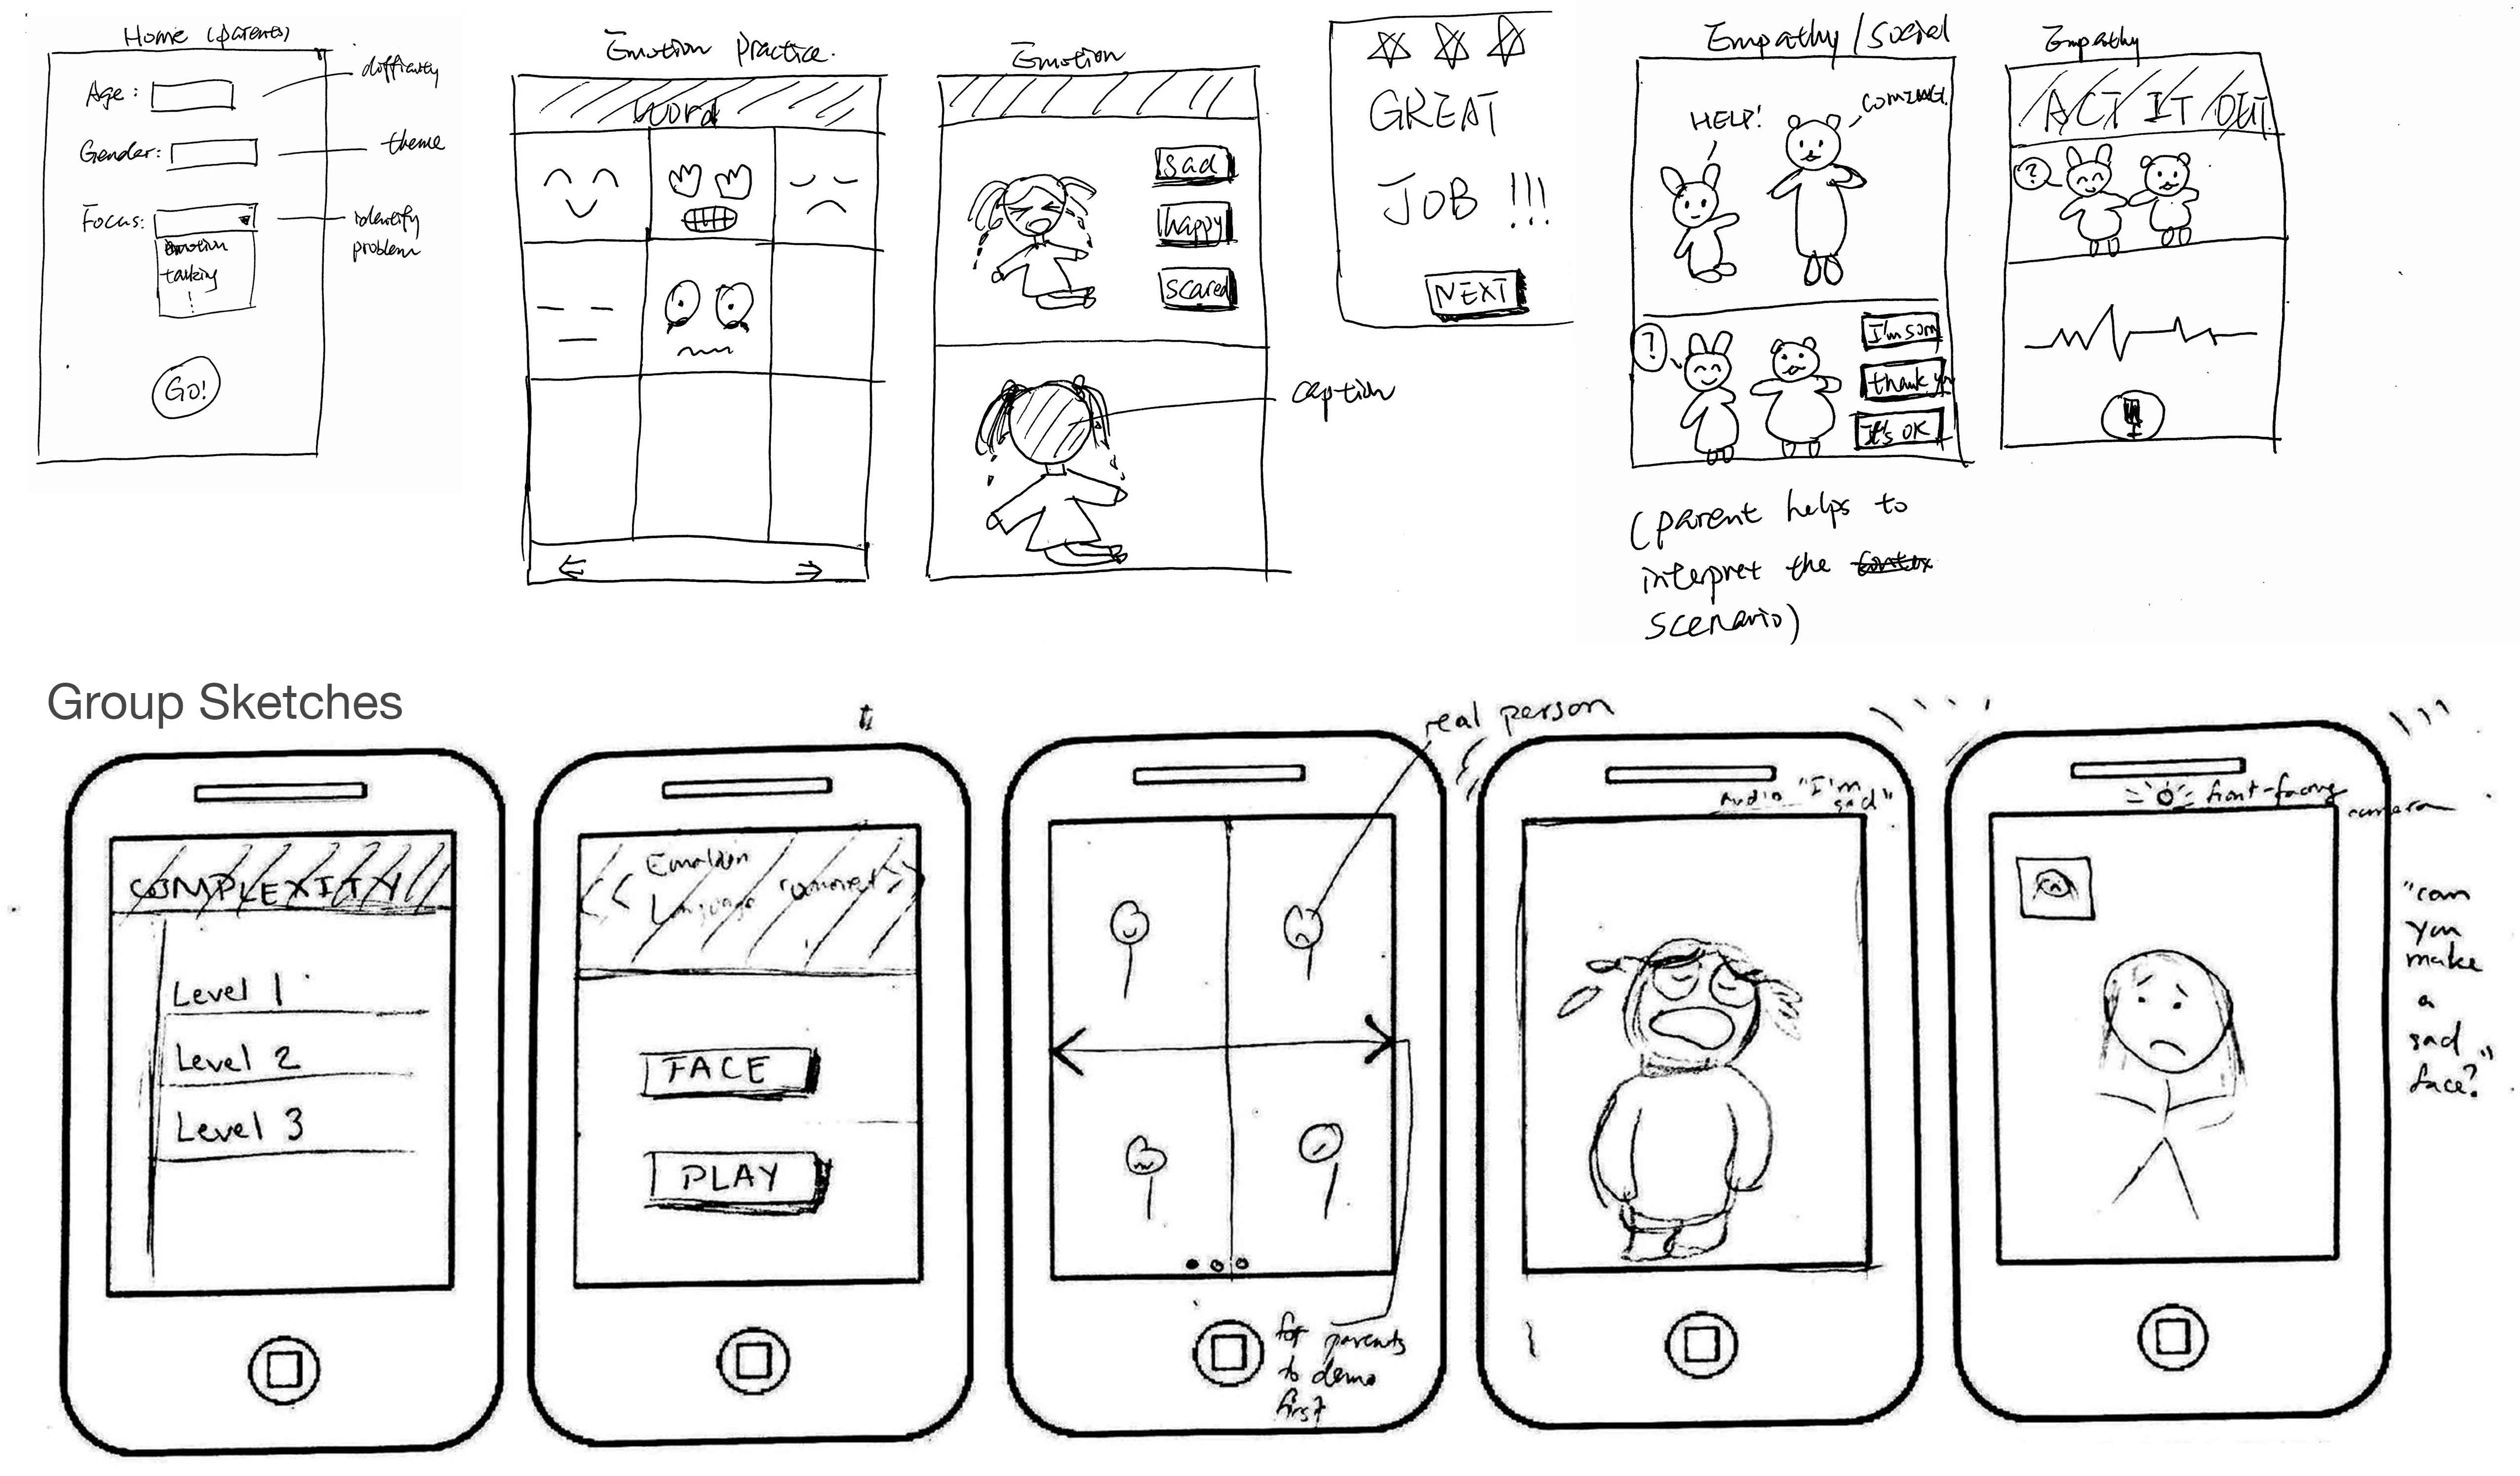 Home (parents)
Age:
difficulty
Gender:
theme
Focus:
identify
problem
emotion
talking
Go!
Emotion Practice.
Word
Emotion
sad
happy
scared
caption
GREAT
JOB !!!
NEXT
Empathy/Social
HELP!
COMING!
?
I'm sorry
thank you
It's OK
(parent helps to
interpret the
scenario)
Empathy
ACT IT OUT
?
Group Sketches
COMPLEXITY
Level 1
Level 2
Level 3
<< Emotion
Language
FACE
PLAY
real person
for parents
to demo
first
Audio "I'm
sad"
front-facing
camera
"can
you
make
a
sad
face?"